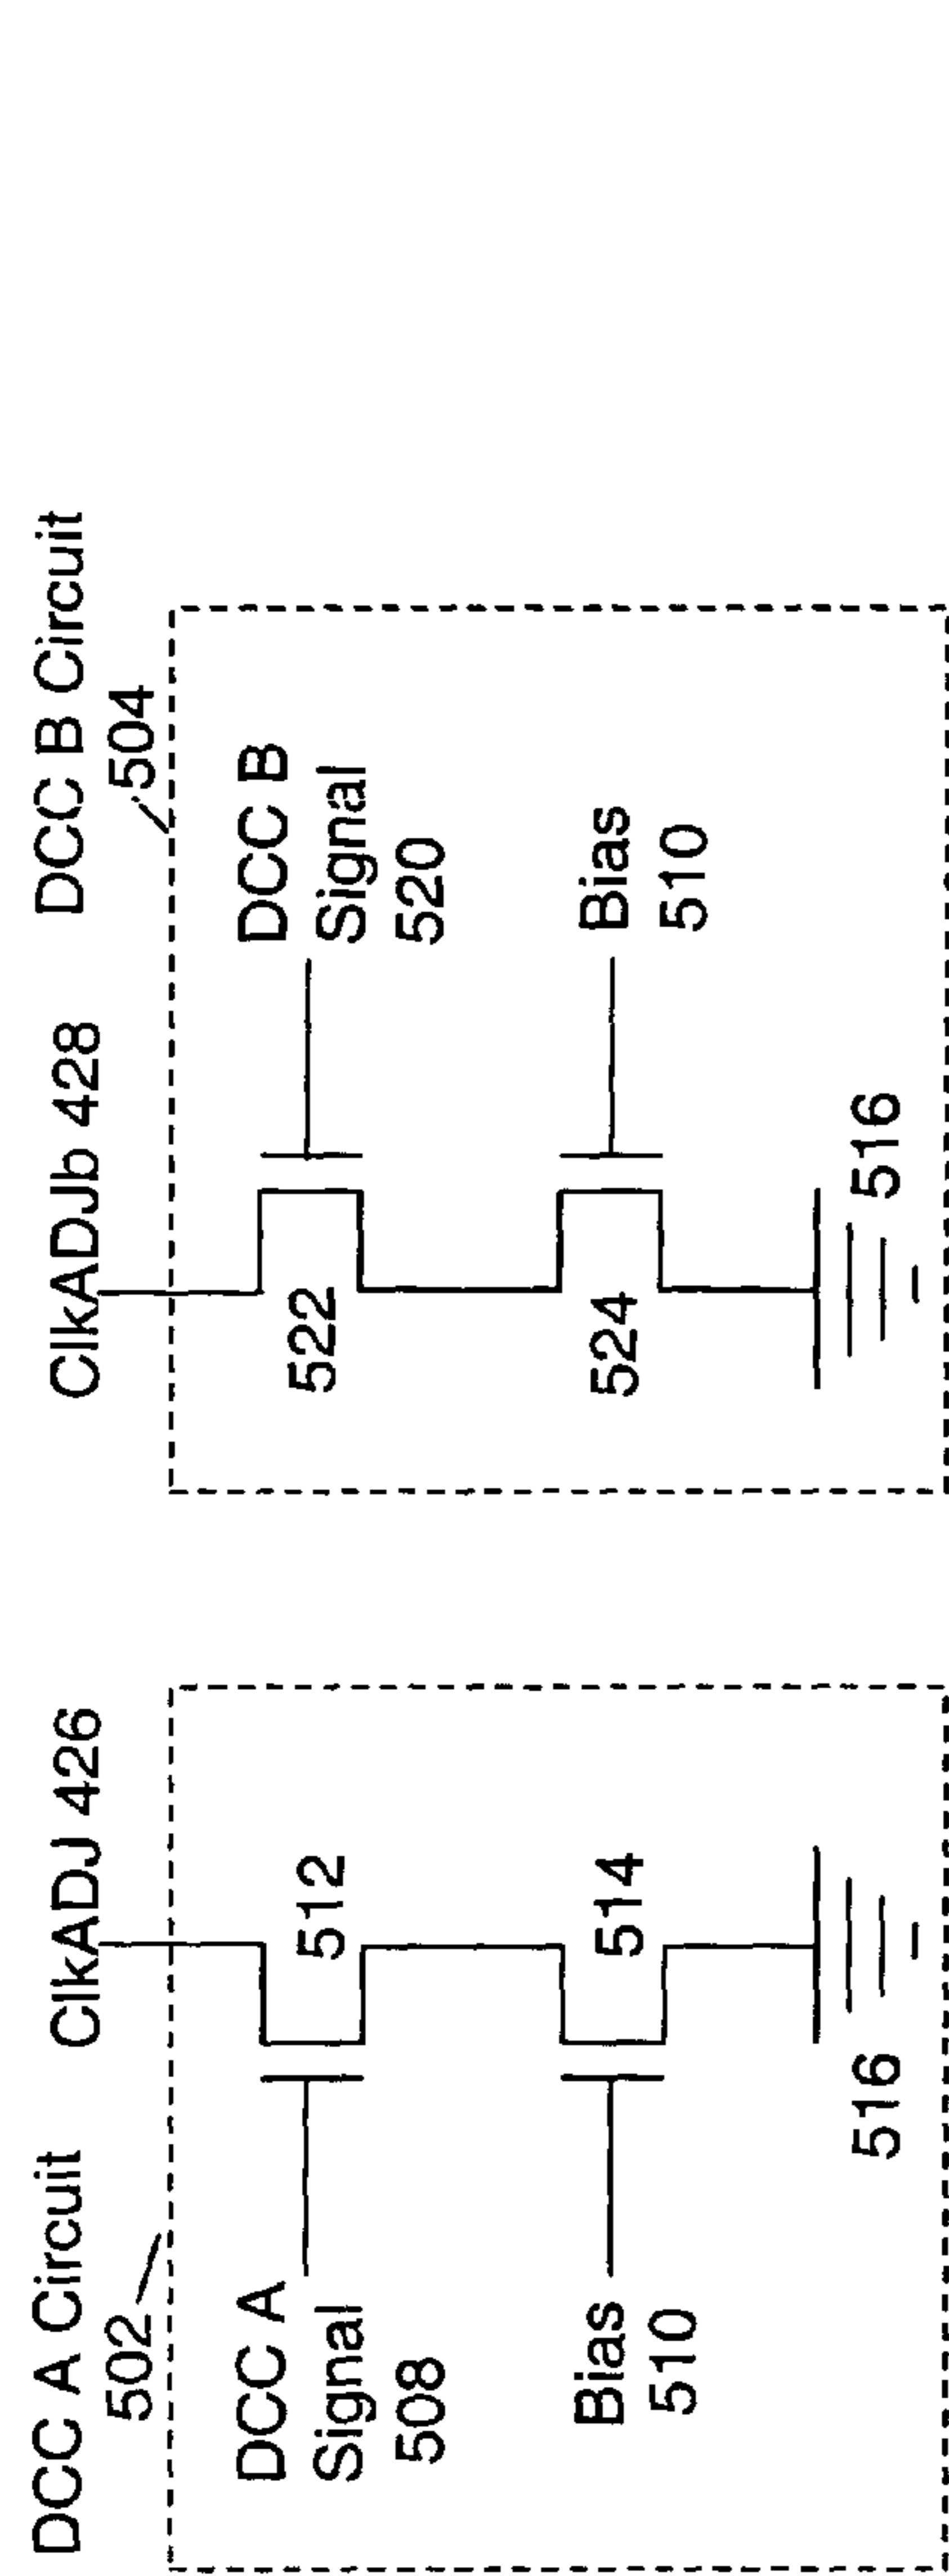 DCC A Circuit
502
ClkADJ 426
DCC A
Signal
508
512
Bias
510
514
516
ClkADJb 428
DCC B Circuit
504
522
DCC B
Signal
520
524
Bias
510
516